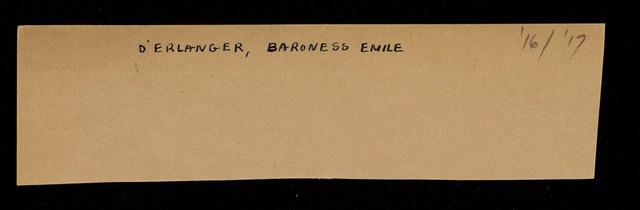 D'ERLANGER, BARONESS EMILE
'16/'17